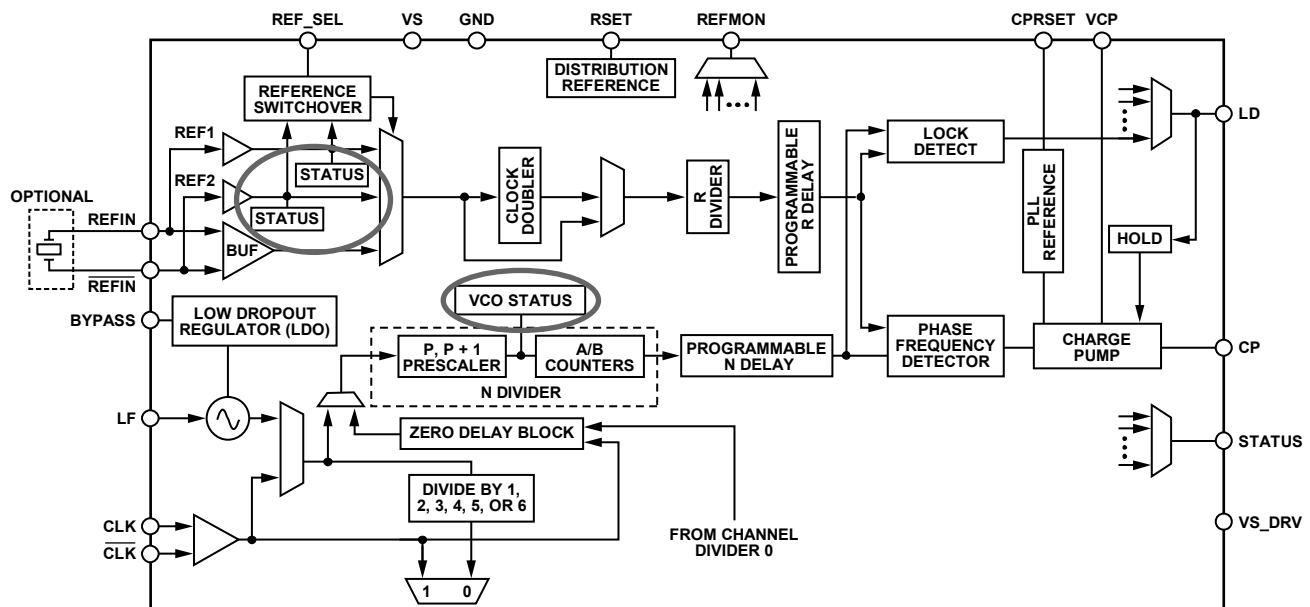 REF_SEL
VS
GND
RSET
REFMON
CPRSET
VCP
DISTRIBUTION
REFERENCE
REFERENCE
SWITCHOVER
REF1
STATUS
REF2
STATUS
BUF
OPTIONAL
REFIN
REFIN
CLOCK
DOUBLER
R
DIVIDER
PROGRAMMABLE
R DELAY
LOCK
DETECT
PLL
REFERENCE
LD
HOLD
BYPASS
LOW DROPOUT
REGULATOR (LDO)
VCO STATUS
P, P + 1
PRESCALER
A/B
COUNTERS
N DIVIDER
PROGRAMMABLE
N DELAY
PHASE
FREQUENCY
DETECTOR
CHARGE
PUMP
CP
LF
ZERO DELAY BLOCK
STATUS
DIVIDE BY 1,
2, 3, 4, 5, OR 6
CLK
CLK
FROM CHANNEL
DIVIDER 0
VS_DRV
1 0